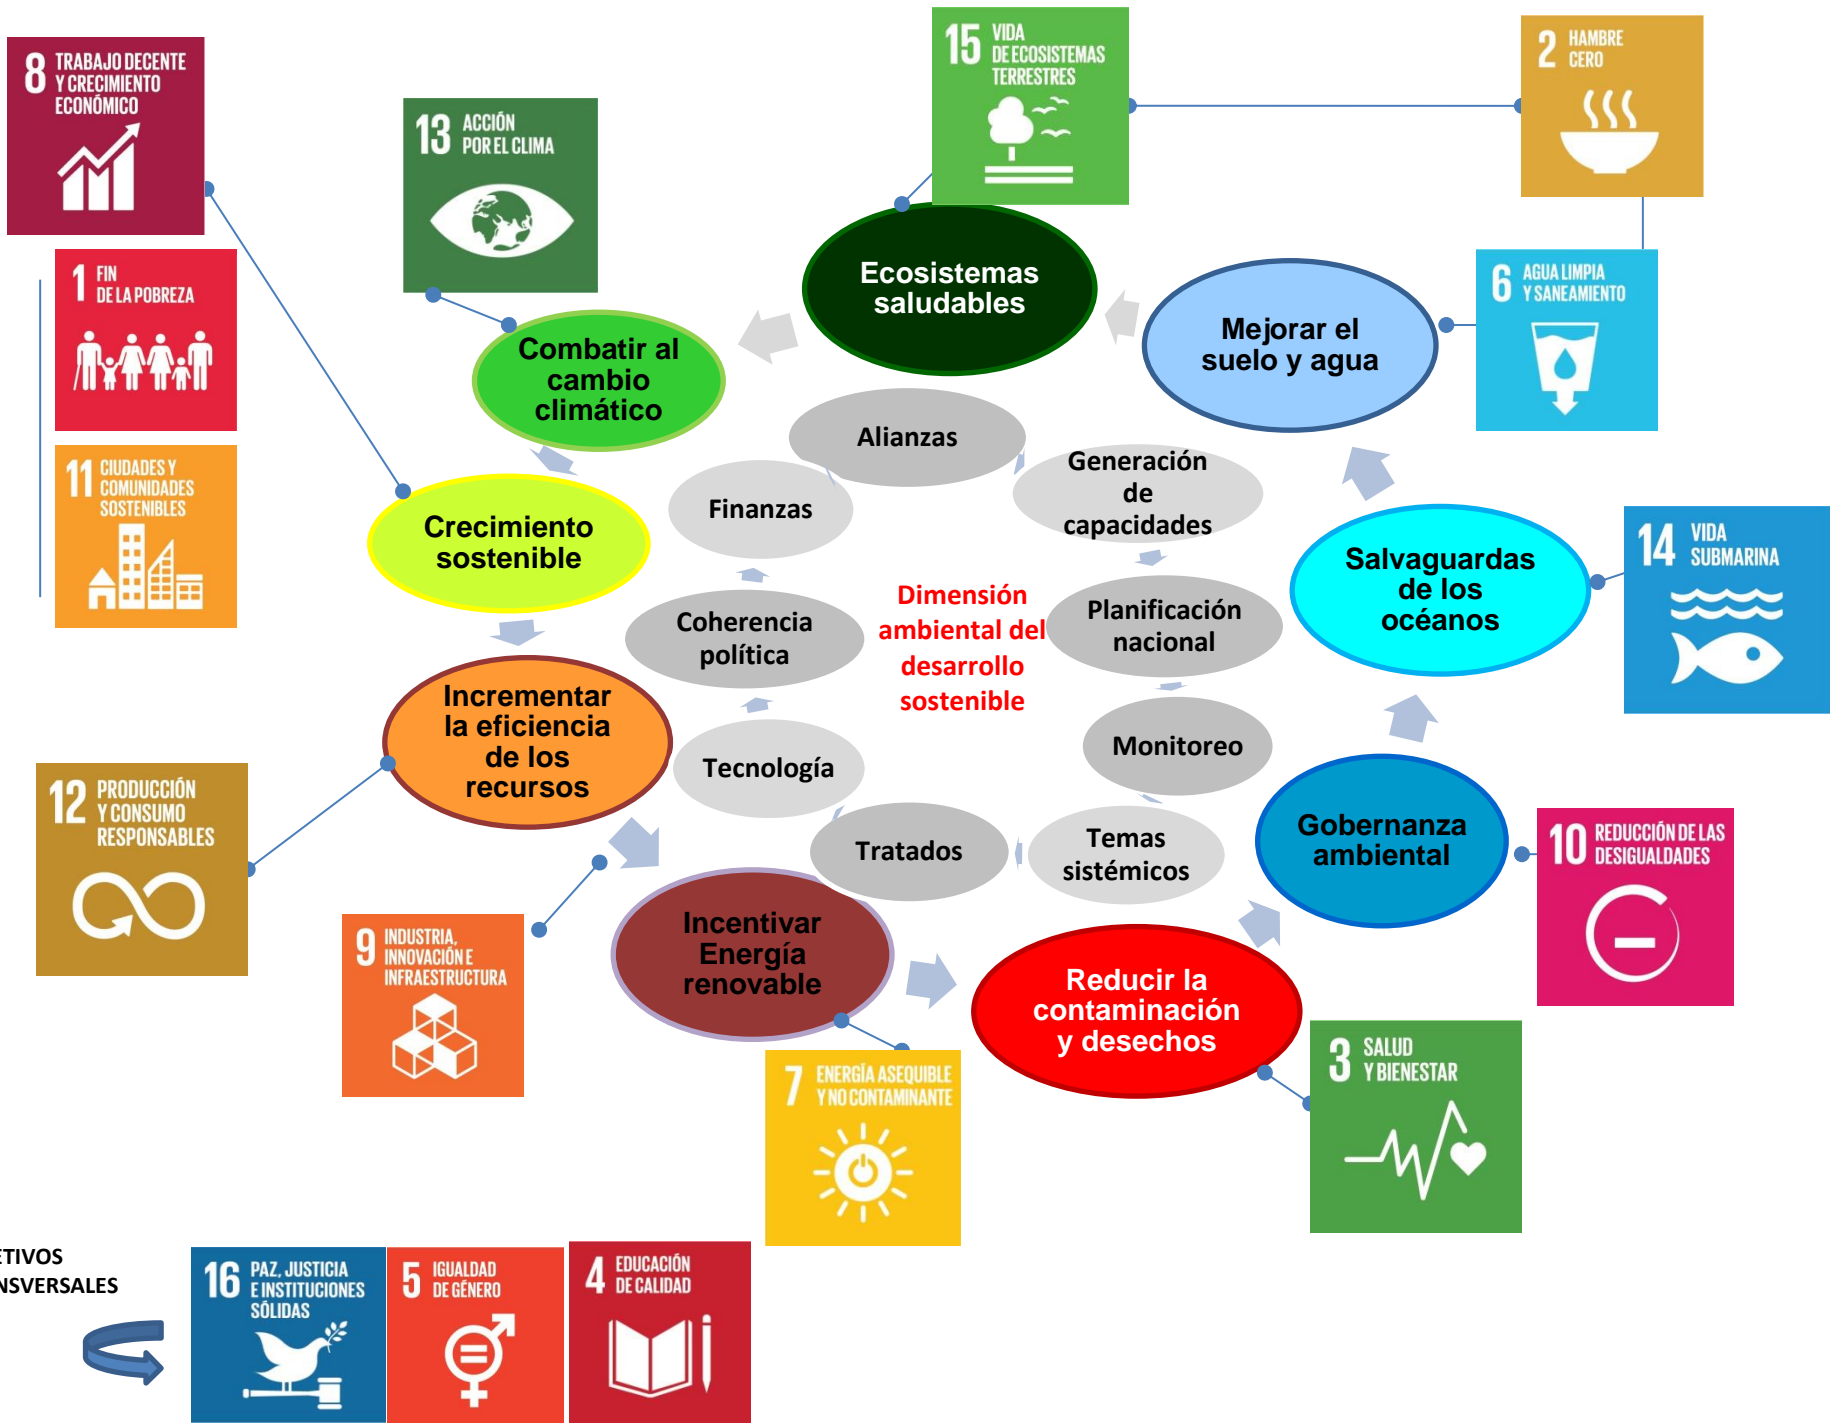 8 TRABAJO DECENTE
Y CRECIMIENTO
ECONÓMICO
13 ACCIÓN
POR EL CLIMA
15 VIDA
DE ECOSISTEMAS
TERRESTRES
2 HAMBRE
CERO
1 FIN
DE LA POBREZA
6 AGUA LIMPIA
Y SANEAMIENTO
11 CIUDADES Y
COMUNIDADES
SOSTENIBLES
14 VIDA
SUBMARINA
12 PRODUCCIÓN
Y CONSUMO
RESPONSABLES
10 REDUCCIÓN DE LAS
DESIGUALDADES
9 INDUSTRIA,
INNOVACIÓN E
INFRAESTRUCTURA
7 ENERGÍA ASEQUIBLE
Y NO CONTAMINANTE
3 SALUD
Y BIENESTAR
Ecosistemas
saludables
Mejorar el
suelo y agua
Combatir al
cambio
climático
Crecimiento
sostenible
Salvaguardas
de los
océanos
Incrementar
la eficiencia
de los
recursos
Gobernanza
ambiental
Incentivar
Energía
renovable
Reducir la
contaminación
y desechos
Alianzas
Generación
de
capacidades
Finanzas
Planificación
nacional
Coherencia
política
Monitoreo
Tecnología
Temas
sistémicos
Tratados
Dimensión
ambiental del
desarrollo
sostenible
ETIVOS
NSVERSALES
16 PAZ, JUSTICIA
E INSTITUCIONES
SÓLIDAS
5 IGUALDAD
DE GÉNERO
4 EDUCACIÓN
DE CALIDAD